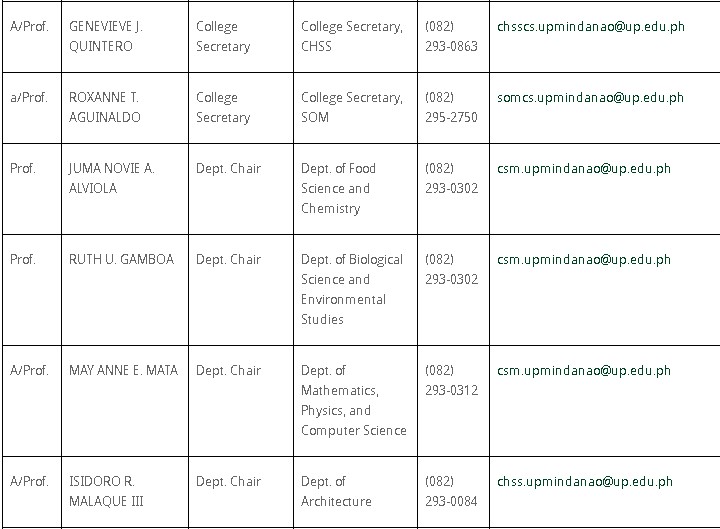 A/Prof. GENEVIEVE J. College College Secretary, (082) chsscs.upmindanao@up.edu.ph
QUINTERO Secretary CHSS 293-0863
a/Prof. ROXANNE T. College College Secretary, (082) somcs.upmindanao@up.edu.ph
AGUINALDO Secretary SOM 295-2750
Prof. JUMA NOVIE A. Dept. Chair Dept. of Food (082) csm.upmindanao@up.edu.ph
ALVIOLA Science and 293-0302
Chemistry
Prof. RUTH U. GAMBOA Dept. Chair Dept. of Biological (082) csm.upmindanao@up.edu.ph
Science and 293-0302
Environmental
Studies
A/Prof. MAY ANNE E. MATA Dept. Chair Dept. of (082) csm.upmindanao@up.edu.ph
Mathematics, 293-0312
Physics, and
Computer Science
A/Prof. ISIDORO R. Dept. Chair Dept. of (082) chss.upmindanao@up.edu.ph
MALAQUE III Architecture 293-0084